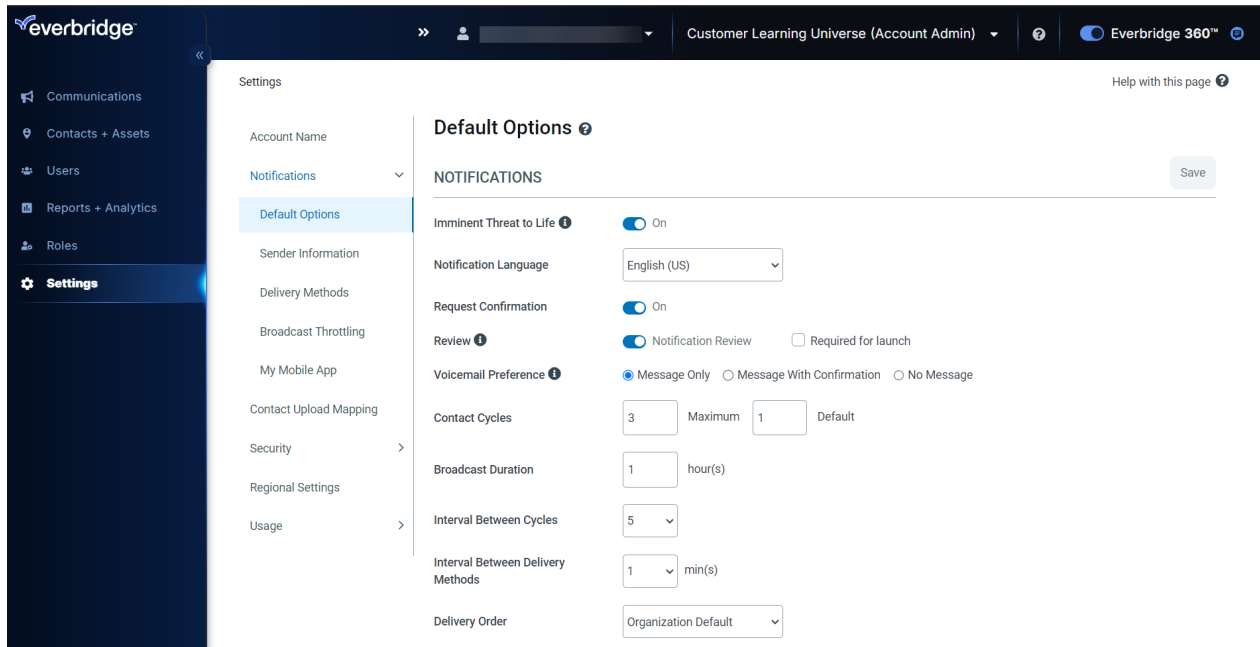 everbridge™
»
Customer Learning Universe (Account Admin)
Everbridge 360™
«
Communications
Contacts + Assets
Users
Reports + Analytics
Roles
Settings
Settings
Help with this page
Account Name
Notifications
Default Options
Sender Information
Delivery Methods
Broadcast Throttling
My Mobile App
Contact Upload Mapping
Security
Regional Settings
Usage
Default Options
NOTIFICATIONS
Save
Imminent Threat to Life On
Notification Language English (US)
Request Confirmation On
Review Notification Review Required for launch
Voicemail Preference Message Only Message With Confirmation No Message
Contact Cycles 3 Maximum 1 Default
Broadcast Duration 1 hour(s)
Interval Between Cycles 5
Interval Between Delivery
Methods 1 min(s)
Delivery Order Organization Default